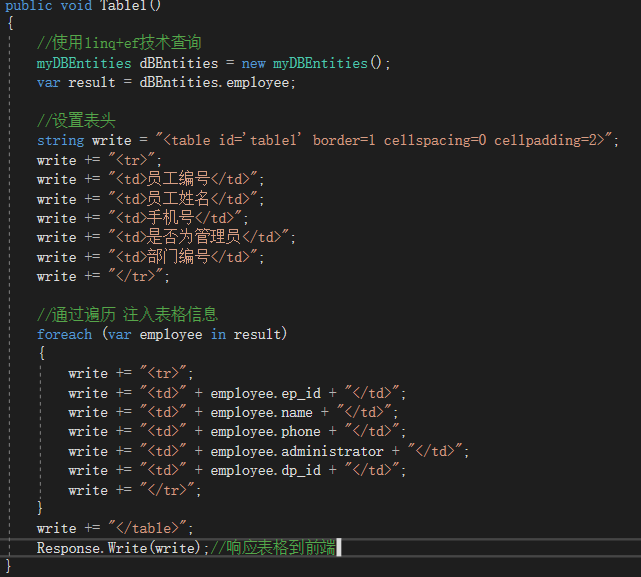 public void Tablel()
{
//使用linq+ef技术查询
myDBEntities dBEntities = new myDBEntities();
var result = dBEntities.employee;
//设置表头
string write = "<table id='tablel' border=1 cellspacing=0 cellpadding=2>";
write += "<tr>";
write += "<td>员工编号</td>";
write += "<td>员工姓名</td>";
write += "<td>手机号</td>";
write += "<td>是否为管理员</td>";
write += "<td>部门编号</td>";
write += "</tr>";
//通过遍历 注入表格信息
foreach (var employee in result)
{
write += "<tr>";
write += "<td>" + employee.ep_id + "</td>";
write += "<td>" + employee.name + "</td>";
write += "<td>" + employee.phone + "</td>";
write += "<td>" + employee.administrator + "</td>";
write += "<td>" + employee.dp_id + "</td>";
write += "</tr>";
}
write += "</table>";
Response.Write(write);//响应表格到前端
}